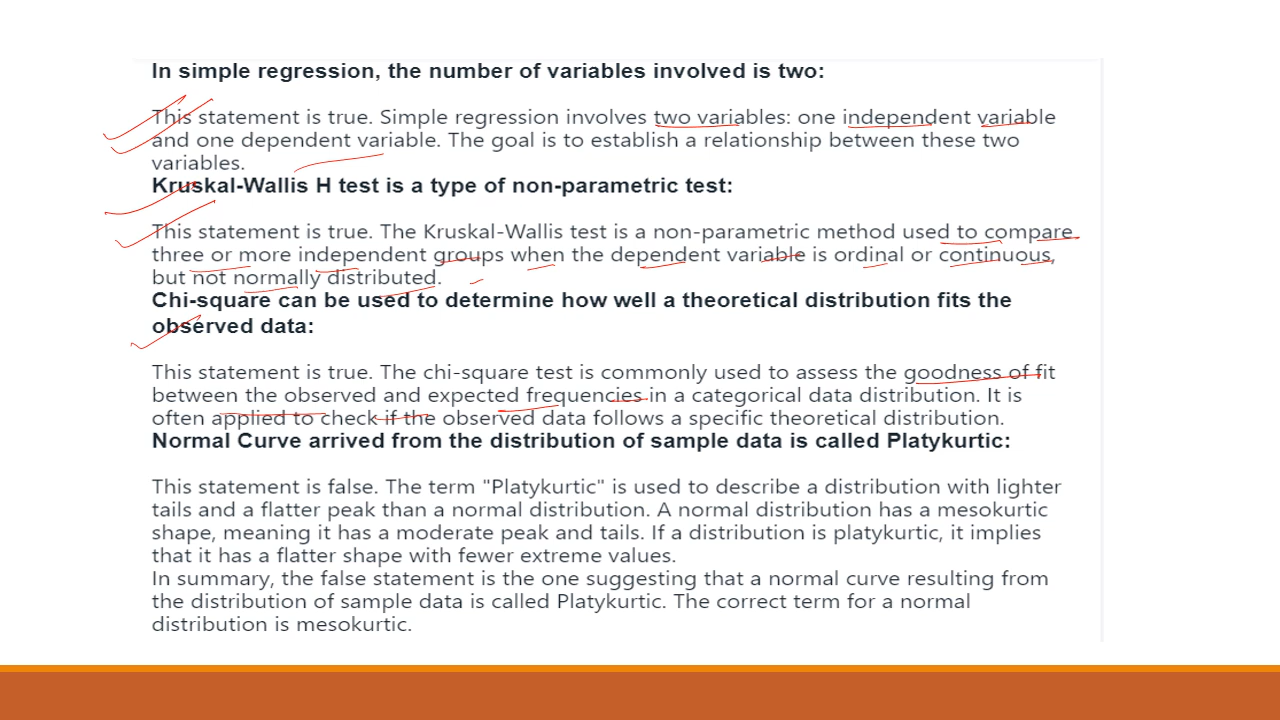 In simple regression, the number of variables involved is two:
This statement is true. Simple regression involves two variables: one independent variable
and one dependent variable. The goal is to establish a relationship between these two
variables.
Kruskal-Wallis H test is a type of non-parametric test:
This statement is true. The Kruskal-Wallis test is a non-parametric method used to compare
three or more independent groups when the dependent variable is ordinal or continuous,
but not normally distributed.
Chi-square can be used to determine how well a theoretical distribution fits the
observed data:
This statement is true. The chi-square test is commonly used to assess the goodness of fit
between the observed and expected frequencies in a categorical data distribution. It is
often applied to check if the observed data follows a specific theoretical distribution.
Normal Curve arrived from the distribution of sample data is called Platykurtic:
This statement is false. The term "Platykurtic" is used to describe a distribution with lighter
tails and a flatter peak than a normal distribution. A normal distribution has a mesokurtic
shape, meaning it has a moderate peak and tails. If a distribution is platykurtic, it implies
that it has a flatter shape with fewer extreme values.
In summary, the false statement is the one suggesting that a normal curve resulting from
the distribution of sample data is called Platykurtic. The correct term for a normal
distribution is mesokurtic.